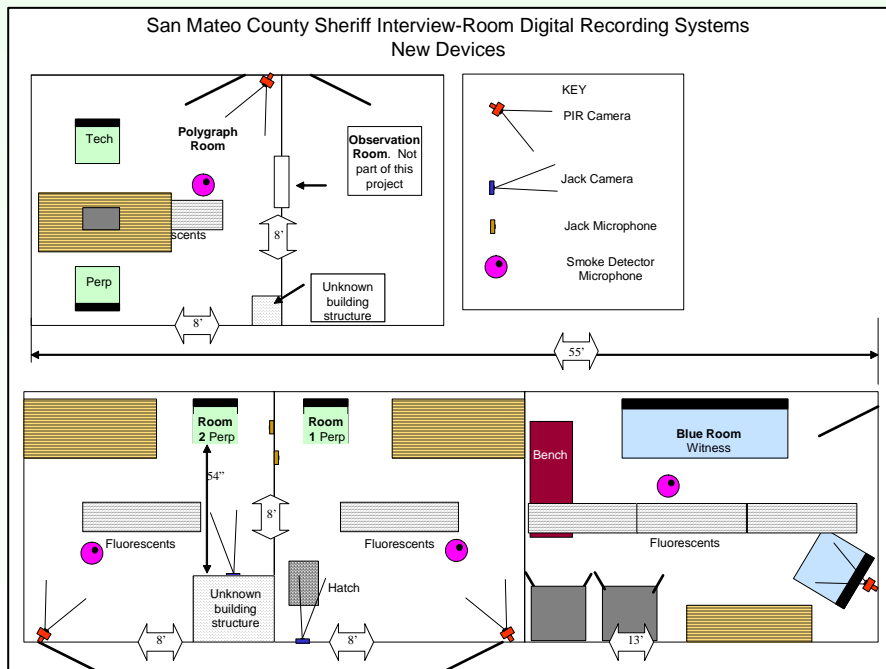 San Mateo County Sheriff Interview-Room Digital Recording Systems
New Devices
KEY
PIR Camera
Jack Camera
Jack Microphone
Smoke Detector
Microphone
Tech
Polygraph
Room
Observation
Room. Not
part of this
project
scents
8’
Perp
Unknown
building
structure
8’
55’
Room
2 Perp
Room
1 Perp
Blue Room
Witness
Bench
54”
8’
Fluorescents
Fluorescents
Fluorescents
Unknown
building
structure
Hatch
8’
8’
13’